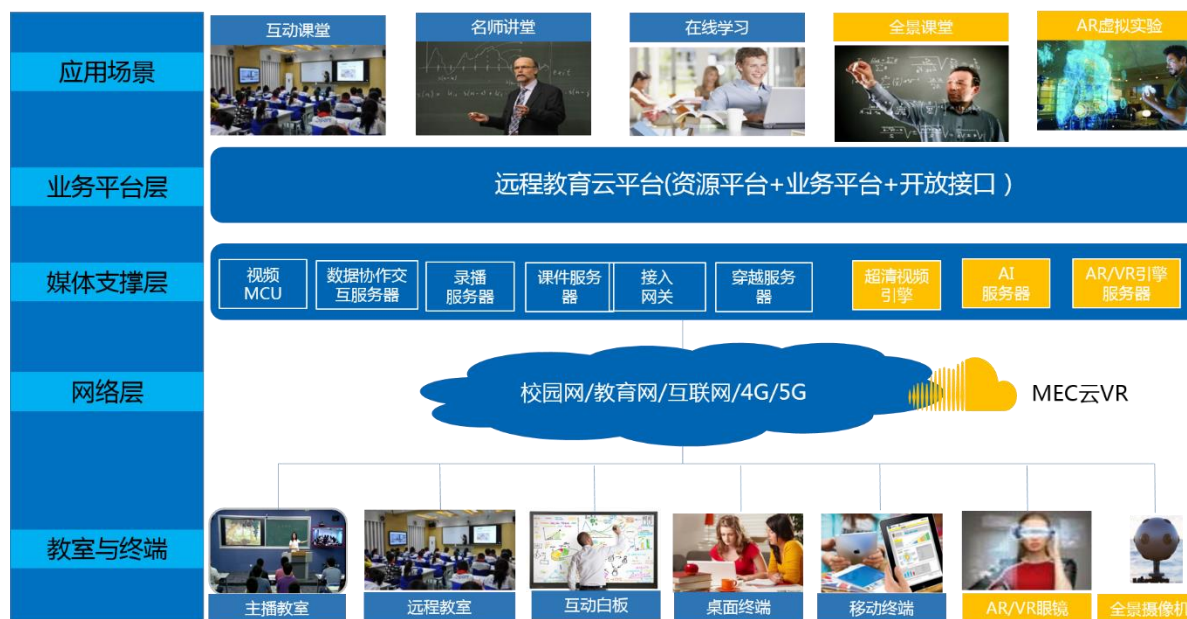 应用场景
互动课堂
名师讲堂
在线学习
全景课堂
AR虚拟实验
业务平台层
远程教育云平台(资源平台+业务平台+开放接口 )
媒体支撑层
视频
MCU
数据协作交
互服务器
录播
服务器
课件服务
器
接入
网关
穿越服务
器
超清视频
引擎
AI
服务器
AR/VR引擎
服务器
网络层
校园网/教育网/互联网/4G/5G
MEC云VR
教室与终端
主播教室
远程教室
互动白板
桌面终端
移动终端
AR/VR眼镜
全景摄像机